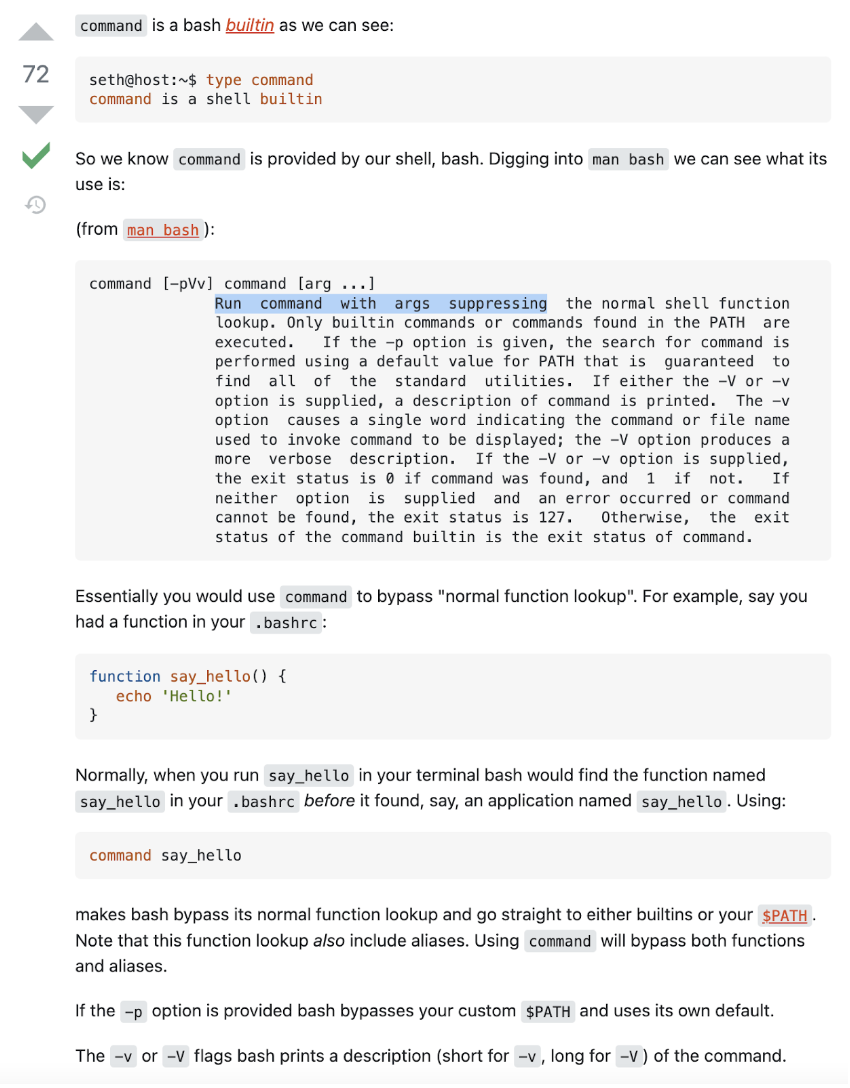 command is a bash builtin as we can see:
72
seth@host:~$ type command
command is a shell builtin
So we know command is provided by our shell, bash. Digging into man bash we can see what its
use is:
(from man bash):
command [-pVv] command [arg ...]
Run command with args suppressing the normal shell function
lookup. Only builtin commands or commands found in the PATH are
executed. If the -p option is given, the search for command is
performed using a default value for PATH that is guaranteed to
find all of the standard utilities. If either the -V or -v
option is supplied, a description of command is printed. The -v
option causes a single word indicating the command or file name
used to invoke command to be displayed; the -V option produces a
more verbose description. If the -V or -v option is supplied,
the exit status is 0 if command was found, and 1 if not. If
neither option is supplied and an error occurred or command
cannot be found, the exit status is 127. Otherwise, the exit
status of the command builtin is the exit status of command.
Essentially you would use command to bypass "normal function lookup". For example, say you
had a function in your .bashrc:
function say_hello() {
echo 'Hello!'
}
Normally, when you run say_hello in your terminal bash would find the function named
say_hello in your .bashrc before it found, say, an application named say_hello. Using:
command say_hello
makes bash bypass its normal function lookup and go straight to either builtins or your $PATH.
Note that this function lookup also include aliases. Using command will bypass both functions
and aliases.
If the -p option is provided bash bypasses your custom $PATH and uses its own default.
The -v or -V flags bash prints a description (short for -v, long for -V) of the command.